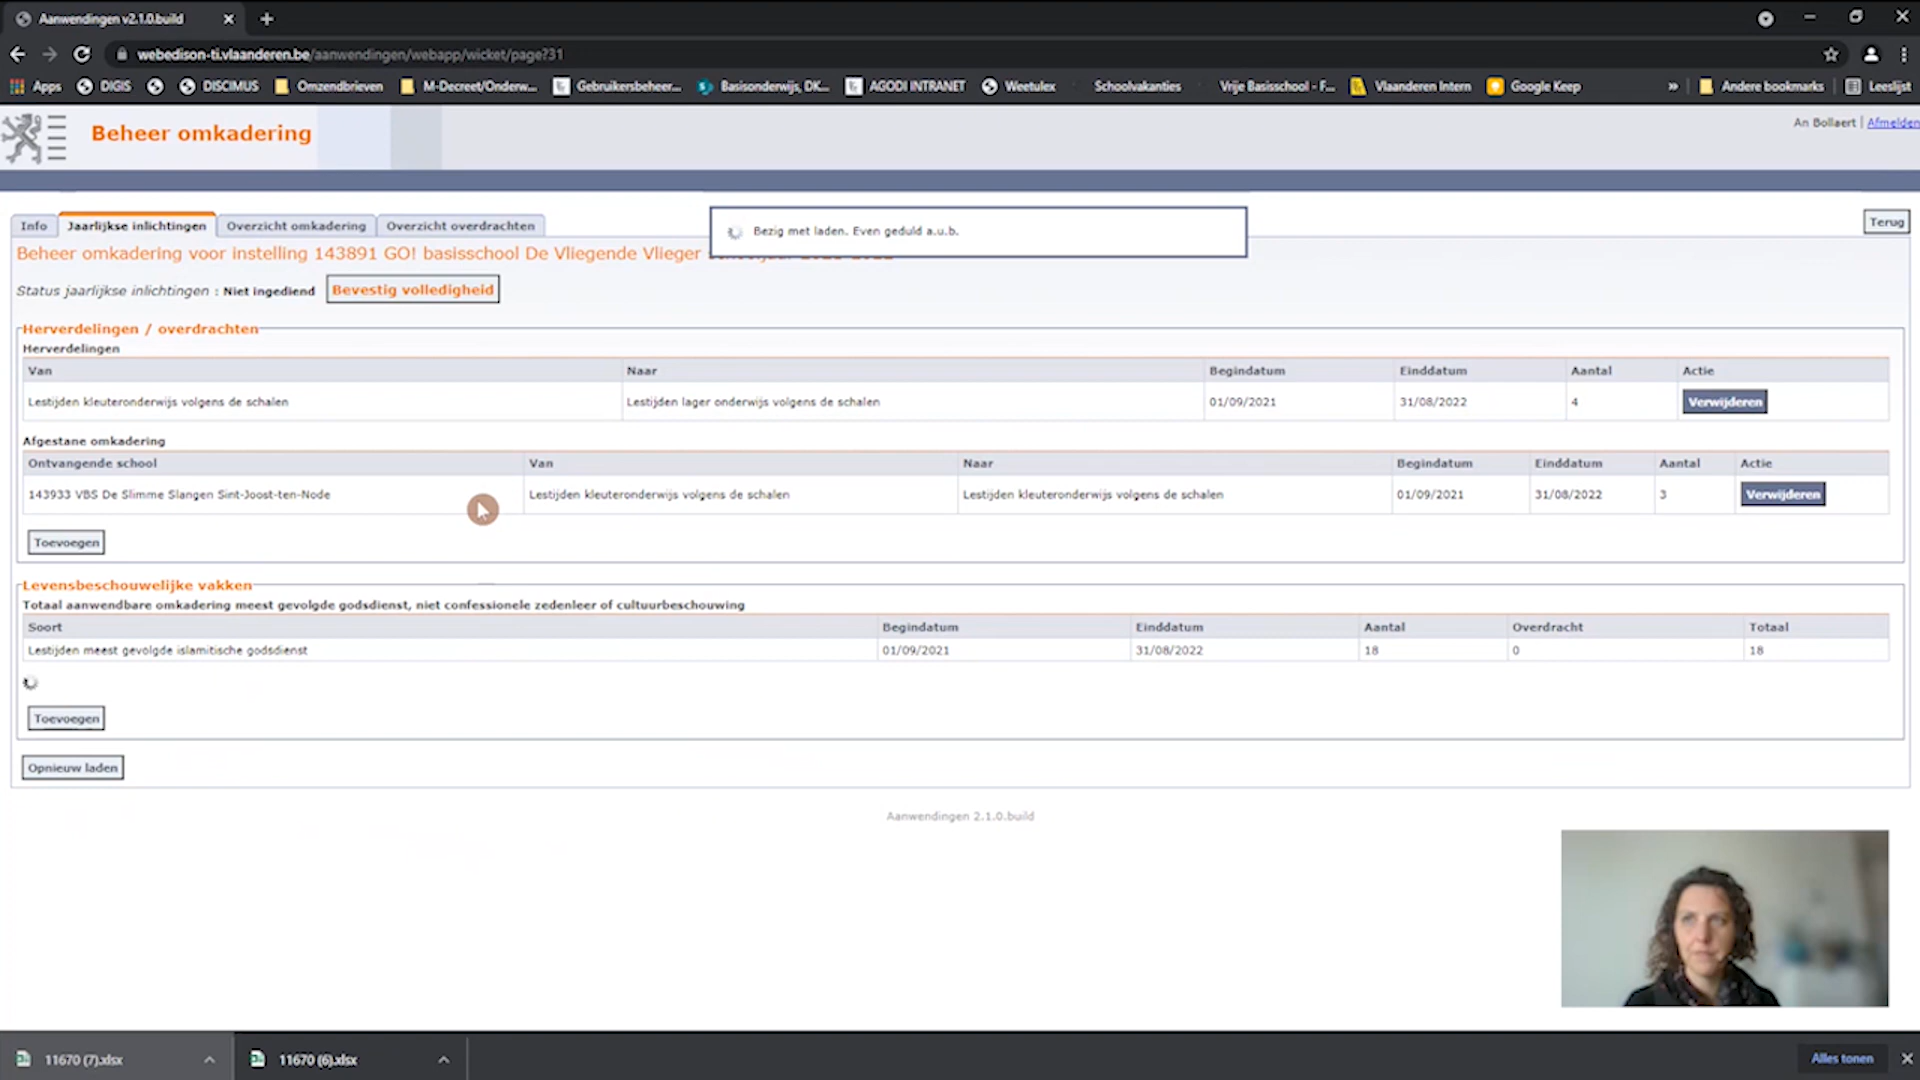 Aanwendingen v2.1.0.build
webedison-ti.vlaanderen.be/aanwendingen/webapp/wicket/page?31
Apps DIGIS DISCIMUS Omzendbrieven M-Decreet/Onderw... Gebruikersbeheer... Basisonderwijs, DK... AGODI INTRANET Weetulex Schoolvakanties Vrije Basisschool - F... Vlaanderen Intern Google Keep » Andere bookmarks Leeslijst
Beheer omkadering
An Bollaert | Afmelden
Info Jaarlijkse inlichtingen Overzicht omkadering Overzicht overdrachten
Bezig met laden. Even geduld a.u.b.
Terug
Beheer omkadering voor instelling 143891 GO! basisschool De Vliegende Vlieger
Status jaarlijkse inlichtingen : Niet ingediend Bevestig volledigheid
Herverdelingen / overdrachten
Herverdelingen
Van Naar Begindatum Einddatum Aantal Actie
Lestijden kleuteronderwijs volgens de schalen Lestijden lager onderwijs volgens de schalen 01/09/2021 31/08/2022 4 Verwijderen
Afgestane omkadering
Ontvangende school Van Naar Begindatum Einddatum Aantal Actie
143933 VBS De Slimme Slangen Sint-Joost-ten-Node Lestijden kleuteronderwijs volgens de schalen Lestijden kleuteronderwijs volgens de schalen 01/09/2021 31/08/2022 3 Verwijderen
Toevoegen
Levensbeschouwelijke vakken
Totaal aanwendbare omkadering meest gevolgde godsdienst, niet confessionele zedenleer of cultuurbeschouwing
Soort Begindatum Einddatum Aantal Overdracht Totaal
Lestijden meest gevolgde islamitische godsdienst 01/09/2021 31/08/2022 18 0 18
Toevoegen
Opnieuw laden
Aanwendingen 2.1.0.build
11670 (7).xlsx 11670 (6).xlsx Alles tonen